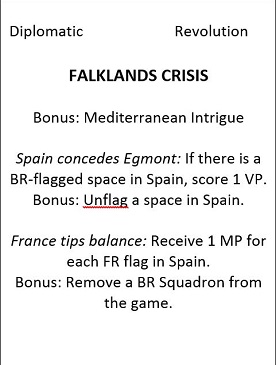 Diplomatic Revolution
FALKLANDS CRISIS
Bonus: Mediterranean Intrigue
Spain concedes Egmont: If there is a
BR-flagged space in Spain, score 1 VP.
Bonus: Unflag a space in Spain.
France tips balance: Receive 1 MP for
each FR flag in Spain.
Bonus: Remove a BR Squadron from
the game.